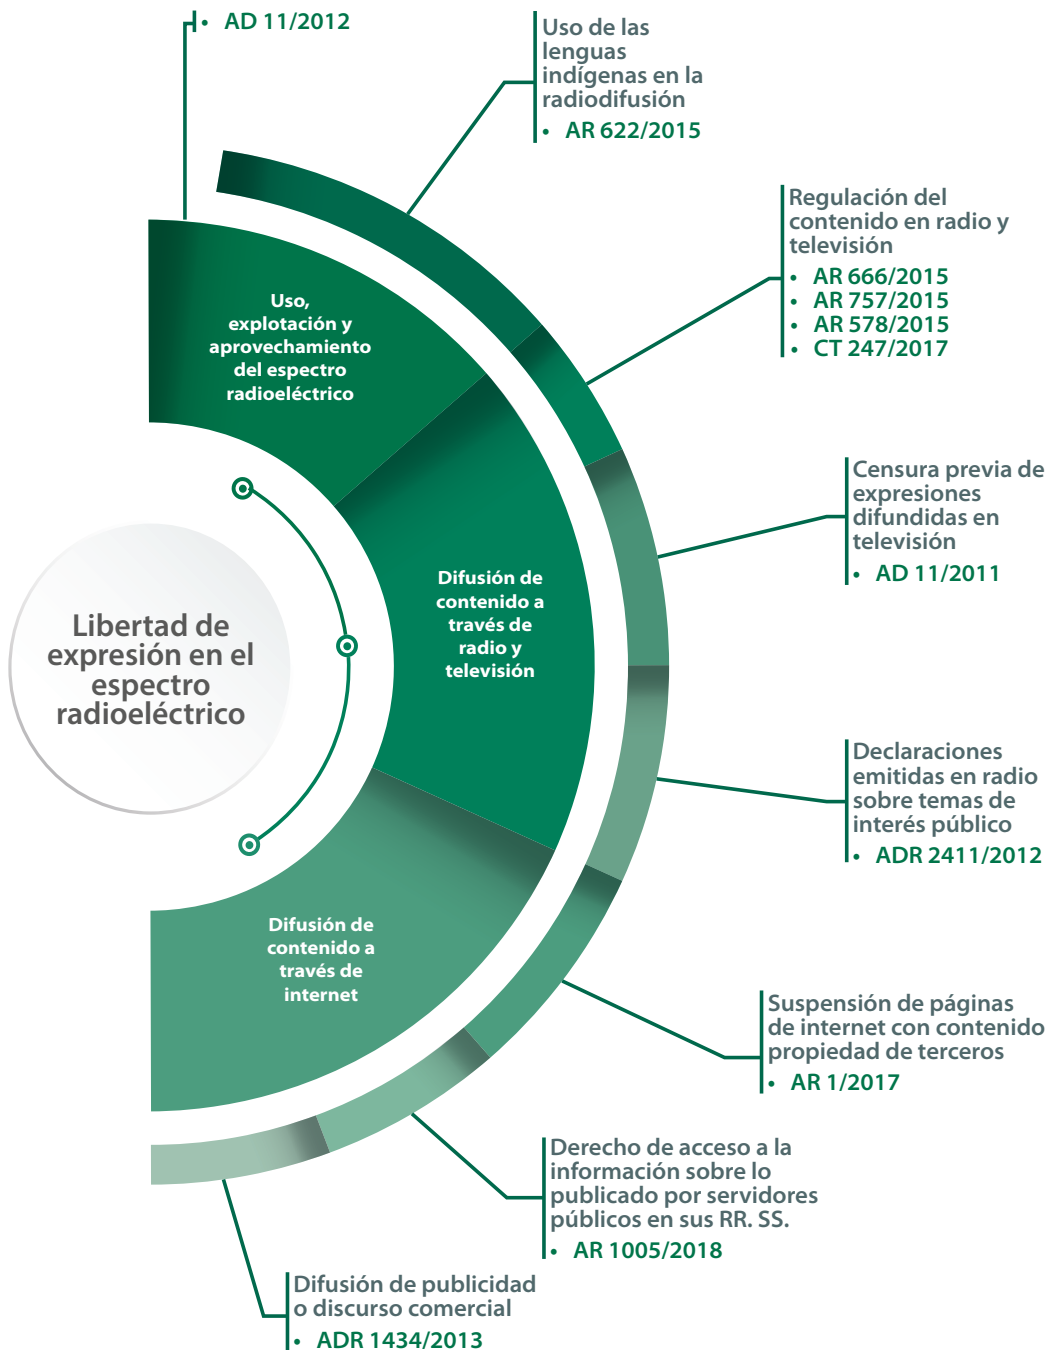 • AD 11/2012
Uso de las
lenguas
indígenas en la
radiodifusión
• AR 622/2015
Regulación del
contenido en radio y
televisión
• AR 666/2015
• AR 757/2015
• AR 578/2015
• CT 247/2017
Uso,
explotación y
aprovechamiento
del espectro
radioeléctrico
Censura previa de
expresiones
difundidas en
televisión
• AD 11/2011
Difusión de
contenido a
través de
radio y
televisión
Libertad de
expresión en el
espectro
radioeléctrico
Declaraciones
emitidas en radio
sobre temas de
interés público
• ADR 2411/2012
Difusión de
contenido a
través de
internet
Suspensión de páginas
de internet con contenido
propiedad de terceros
• AR 1/2017
Derecho de acceso a la
información sobre lo
publicado por servidores
públicos en sus RR. SS.
• AR 1005/2018
Difusión de publicidad
o discurso comercial
• ADR 1434/2013